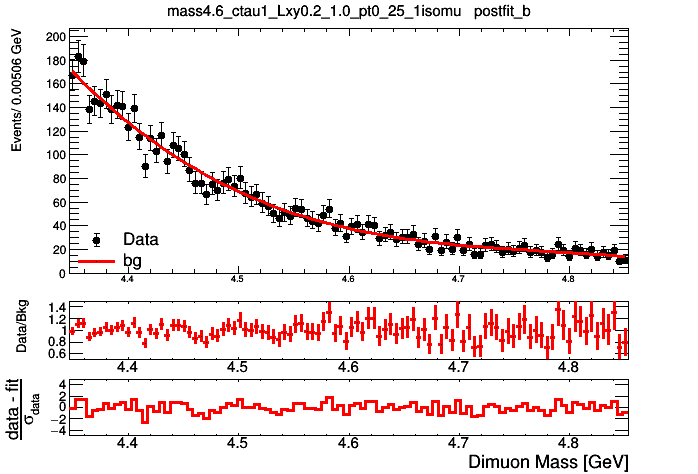 mass4.6_ctau1_Lxy0.2_1.0_pt0_25_1isomu postfit_b
Events/ 0.00506 GeV
200
180
160
140
120
100
80
60
40
20
0
Data
bg
4.4 4.5 4.6 4.7 4.8
Data/Bkg
1.4
1.2
1.0
0.8
0.6
4.4 4.5 4.6 4.7 4.8
data - fit
σdata
4
2
0
−2
−4
4.4 4.5 4.6 4.7 4.8
Dimuon Mass [GeV]